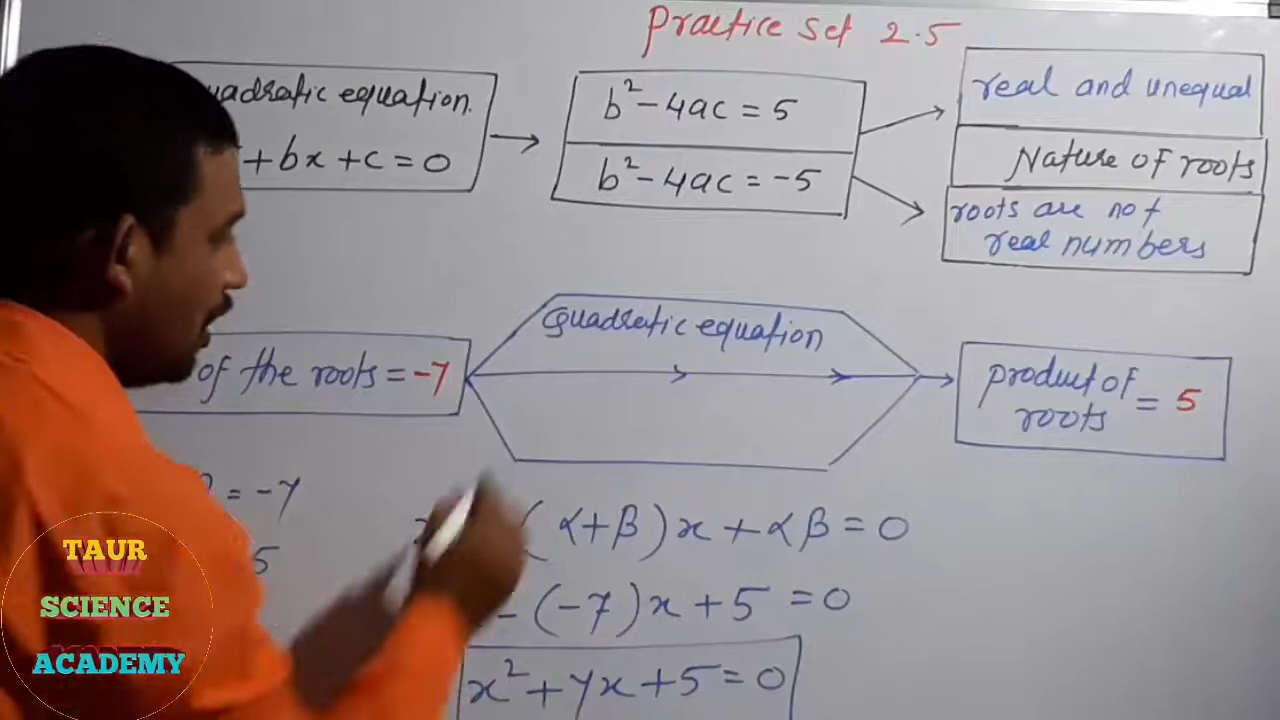 Practice Set 2.5
quadratic equation.
+bx+c=0
b²-4ac=5
b²-4ac=-5
real and unequal
Nature of roots
roots are not
real numbers
of the roots = -7
Quadratic equation
product of
roots = 5
= -7
5
(α+β)x+αβ=0
-(-7)x+5=0
x²+7x+5=0
TAUR
SCIENCE
ACADEMY